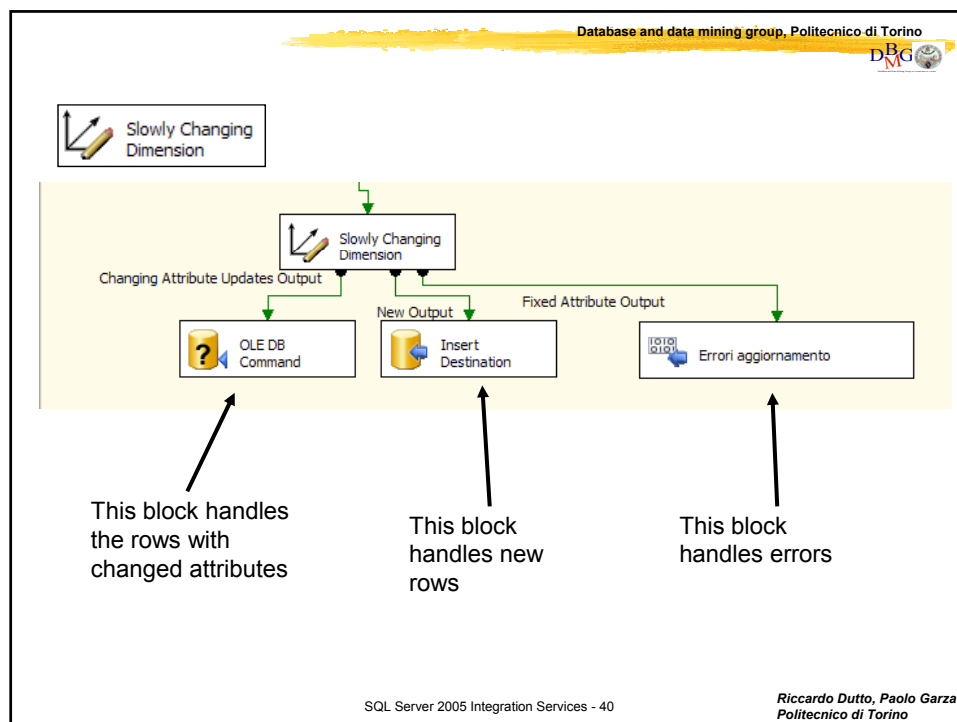 Database and data mining group, Politecnico di Torino
DBMG
Slowly Changing
Dimension
Slowly Changing
Dimension
Changing Attribute Updates Output
New Output
Fixed Attribute Output
OLE DB
Command
Insert
Destination
1010
0101
Errori aggiornamento
This block handles
the rows with
changed attributes
This block
handles new
rows
This block
handles errors
SQL Server 2005 Integration Services - 40
Riccardo Dutto, Paolo Garza
Politecnico di Torino